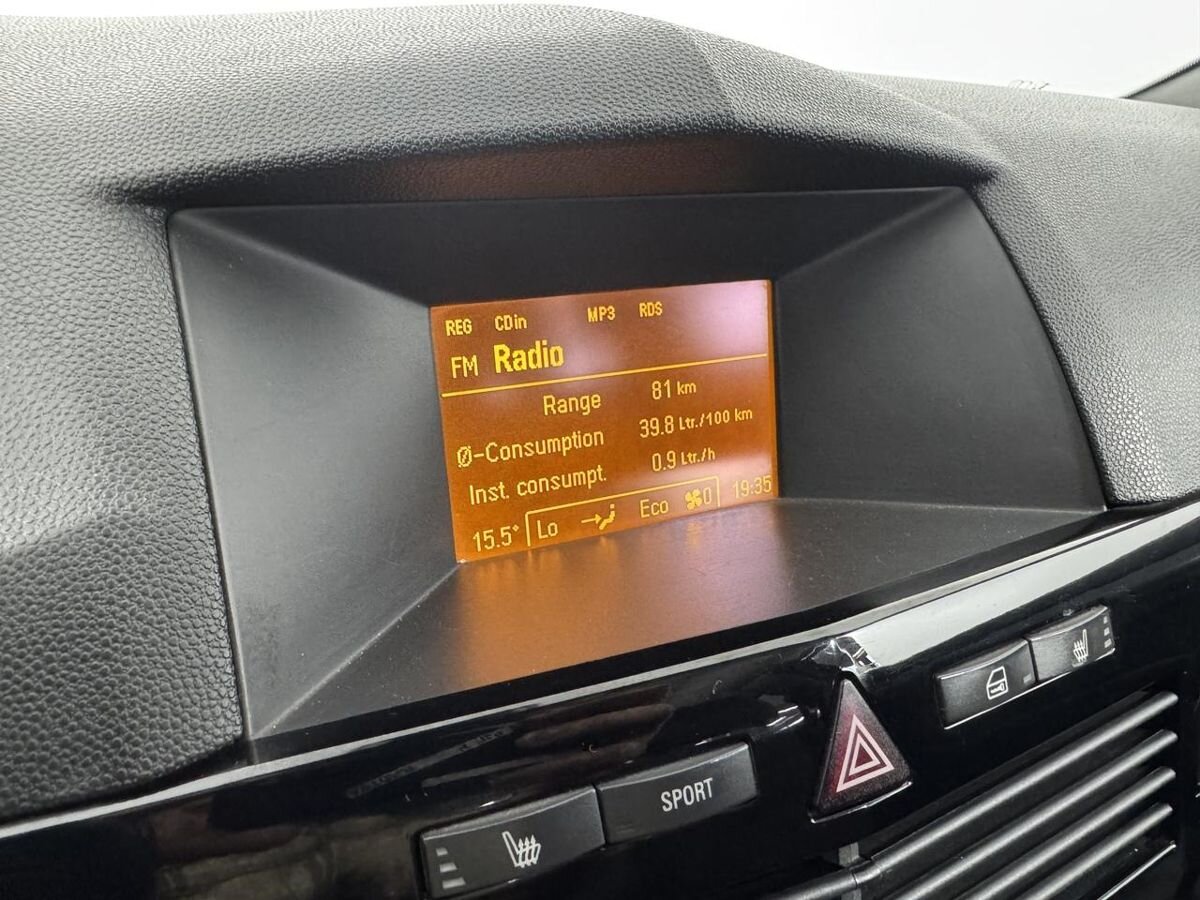 REG CDin MP3 RDS
FM Radio
Range 81 km
Ø-Consumption 39.8 Ltr./100 km
Inst. consumpt. 0.9 Ltr./h
15.5° Lo Eco 0 19:35
SPORT